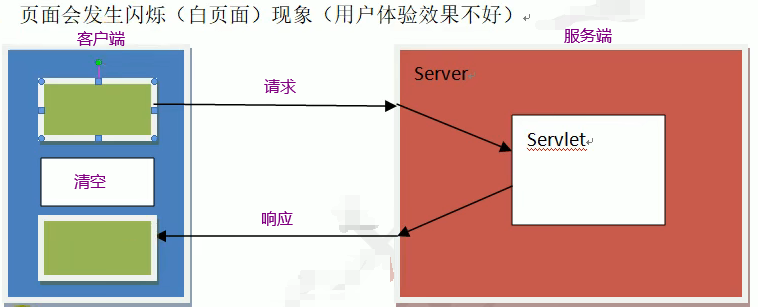 页面会发生闪烁（白页面）现象（用户体验效果不好）
客户端
服务端
请求
Server
Servlet
清空
响应